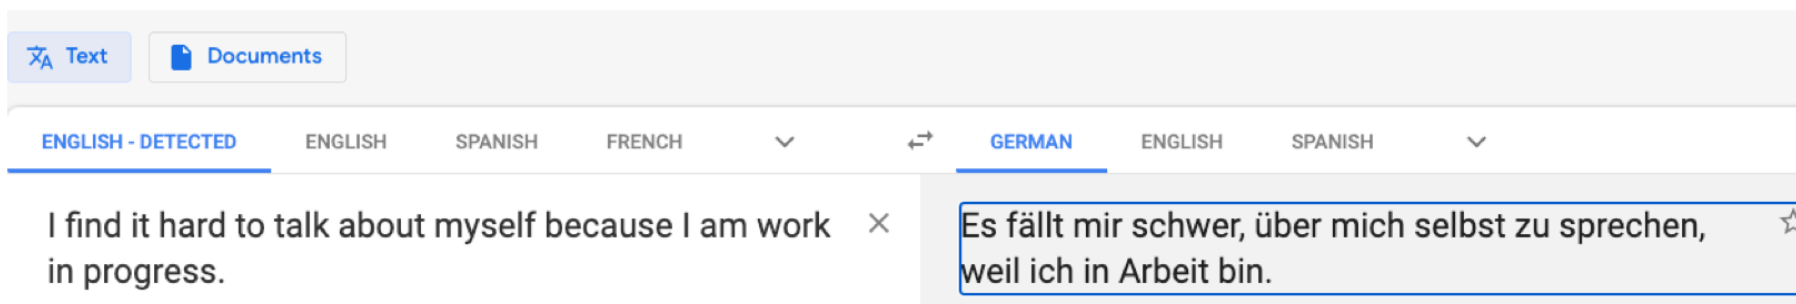 Text
Documents
ENGLISH - DETECTED ENGLISH SPANISH FRENCH GERMAN ENGLISH SPANISH
I find it hard to talk about myself because I am work
in progress.
Es fällt mir schwer, über mich selbst zu sprechen,
weil ich in Arbeit bin.